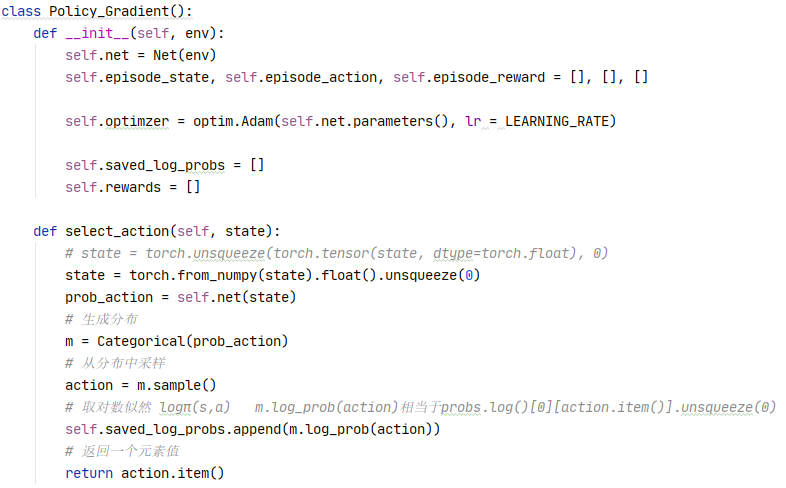 class Policy_Gradient():
    def __init__(self, env):
        self.net = Net(env)
        self.episode_state, self.episode_action, self.episode_reward = [], [], []
        self.optimzer = optim.Adam(self.net.parameters(), lr = LEARNING_RATE)
        self.saved_log_probs = []
        self.rewards = []
    def select_action(self, state):
        # state = torch.unsqueeze(torch.tensor(state, dtype=torch.float), 0)
        state = torch.from_numpy(state).float().unsqueeze(0)
        prob_action = self.net(state)
        # 生成分布
        m = Categorical(prob_action)
        # 从分布中采样
        action = m.sample()
        # 取对数似然 logπ(s,a)   m.log_prob(action)相当于probs.log()[0][action.item()].unsqueeze(0)
        self.saved_log_probs.append(m.log_prob(action))
        # 返回一个元素值
        return action.item()